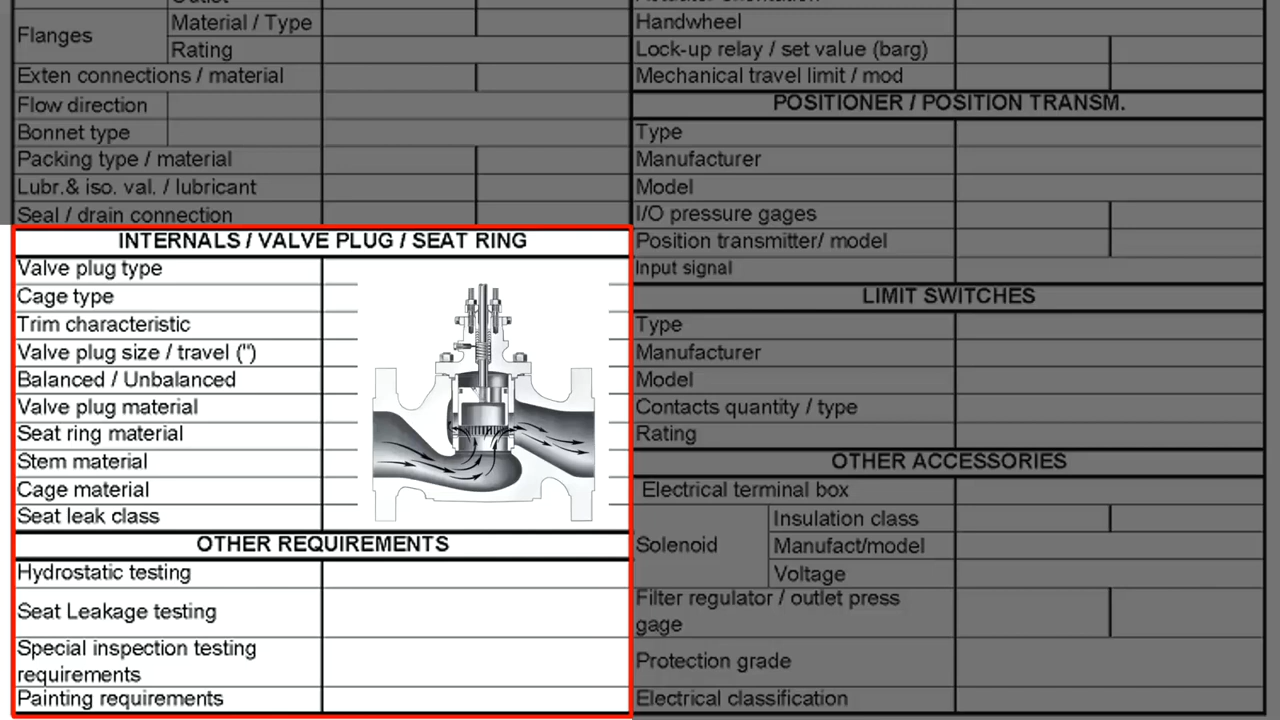 Outlet
Flanges
Material / Type
Rating
Exten connections / material
Flow direction
Bonnet type
Packing type / material
Lubr.& iso. val. / lubricant
Seal / drain connection
INTERNALS / VALVE PLUG / SEAT RING
Valve plug type
Cage type
Trim characteristic
Valve plug size / travel (")
Balanced / Unbalanced
Valve plug material
Seat ring material
Stem material
Cage material
Seat leak class
OTHER REQUIREMENTS
Hydrostatic testing
Seat Leakage testing
Special inspection testing
requirements
Painting requirements
Actuator orientation
Handwheel
Lock-up relay / set value (barg)
Mechanical travel limit / mod
POSITIONER / POSITION TRANSM.
Type
Manufacturer
Model
I/O pressure gages
Position transmitter/ model
Input signal
LIMIT SWITCHES
Type
Manufacturer
Model
Contacts quantity / type
Rating
OTHER ACCESSORIES
Electrical terminal box
Solenoid
Insulation class
Manufact/model
Voltage
Filter regulator / outlet press
gage
Protection grade
Electrical classification